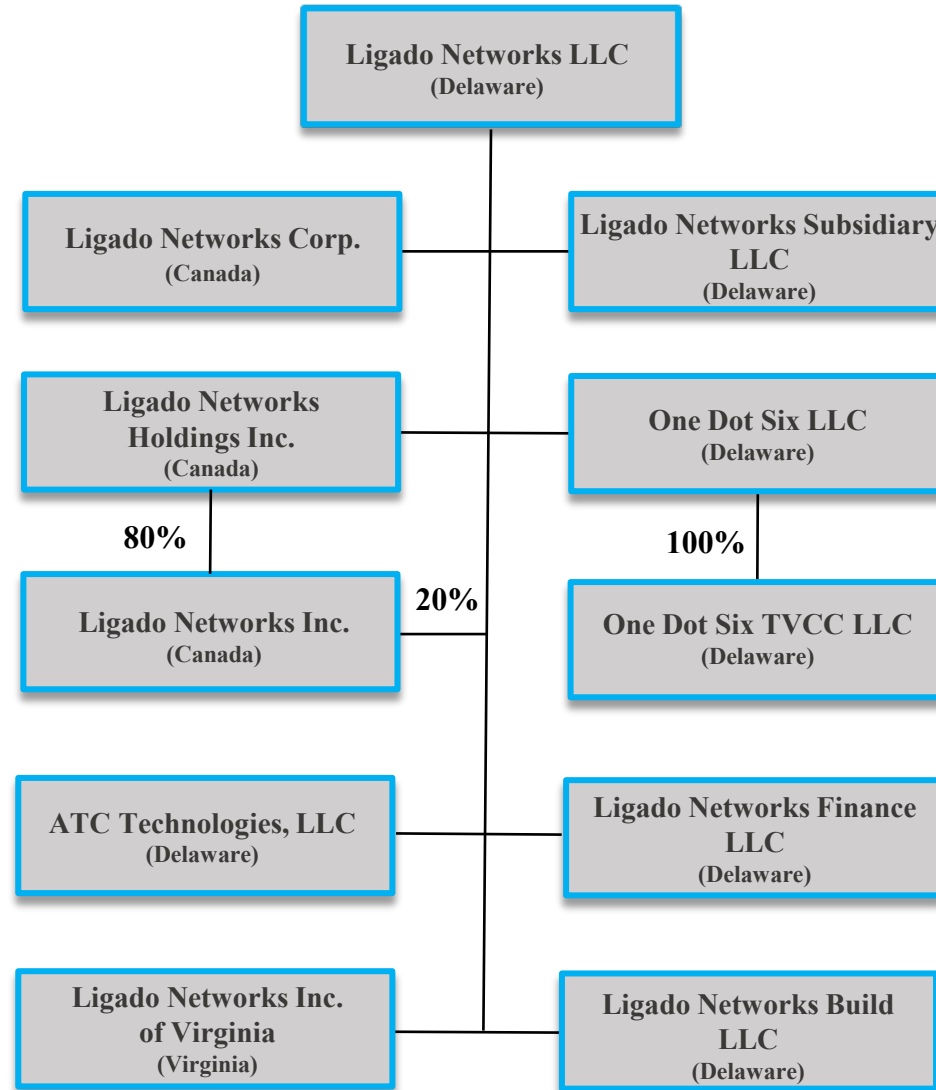 Ligado Networks LLC
(Delaware)
Ligado Networks Corp.
(Canada)
Ligado Networks Subsidiary
LLC
(Delaware)
Ligado Networks
Holdings Inc.
(Canada)
One Dot Six LLC
(Delaware)
80%
100%
Ligado Networks Inc.
(Canada)
20%
One Dot Six TVCC LLC
(Delaware)
ATC Technologies, LLC
(Delaware)
Ligado Networks Finance
LLC
(Delaware)
Ligado Networks Inc.
of Virginia
(Virginia)
Ligado Networks Build
LLC
(Delaware)